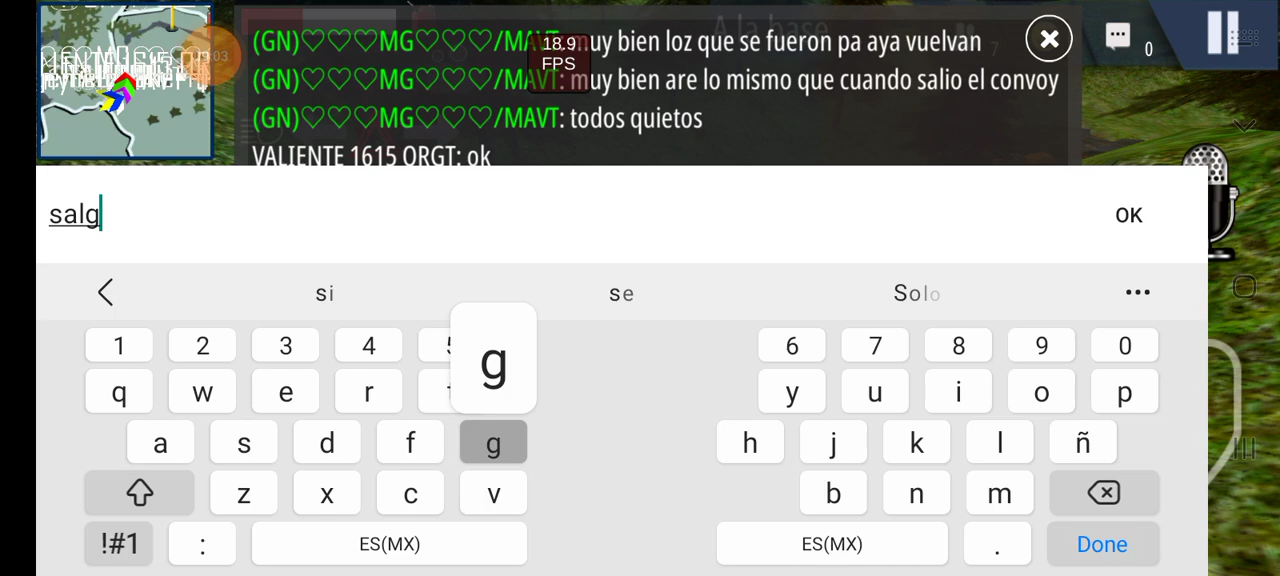 A la base
(GN)♡♡♡MG♡♡♡/MAVT: muy bien loz que se fueron pa aya vuelvan
18.9
FPS
0
7
(GN)♡♡♡MG♡♡♡/MAVT: muy bien are lo mismo que cuando salio el convoy
(GN)♡♡♡MG♡♡♡/MAVT: todos quietos
VALIENTE 1615 ORGT: ok
salg
OK
si
se
Solo
1 2 3 4 5 6 7 8 9 0
q w e r t y u i o p
g
a s d f g h j k l ñ
z x c v b n m
!#1 : ES(MX) ES(MX) . Done